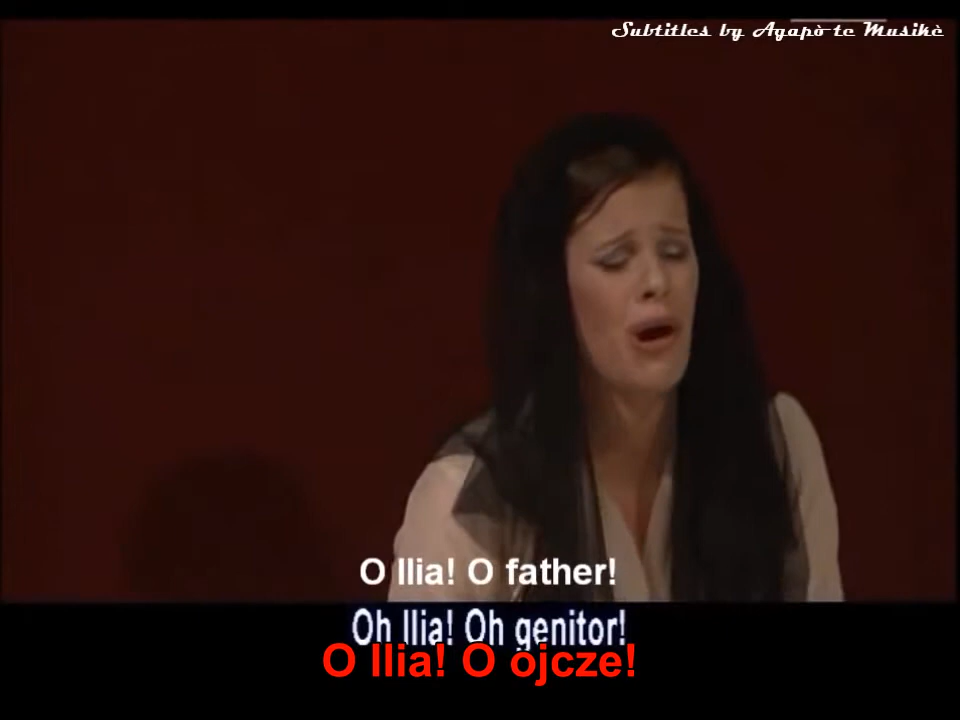 Subtitles by Agapò te Musikè
O Ilia! O father!
Oh Ilia! Oh genitor!
O Ilia! O ojcze!